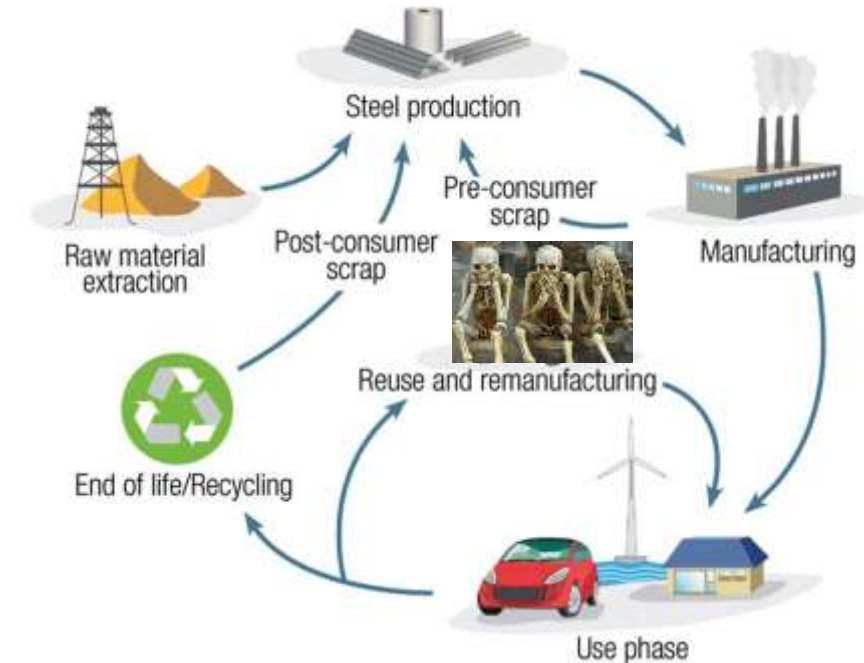 Steel production
Pre-consumer
scrap
Raw material
extraction
Post-consumer
scrap
Manufacturing
Reuse and remanufacturing
End of life/Recycling
Use phase